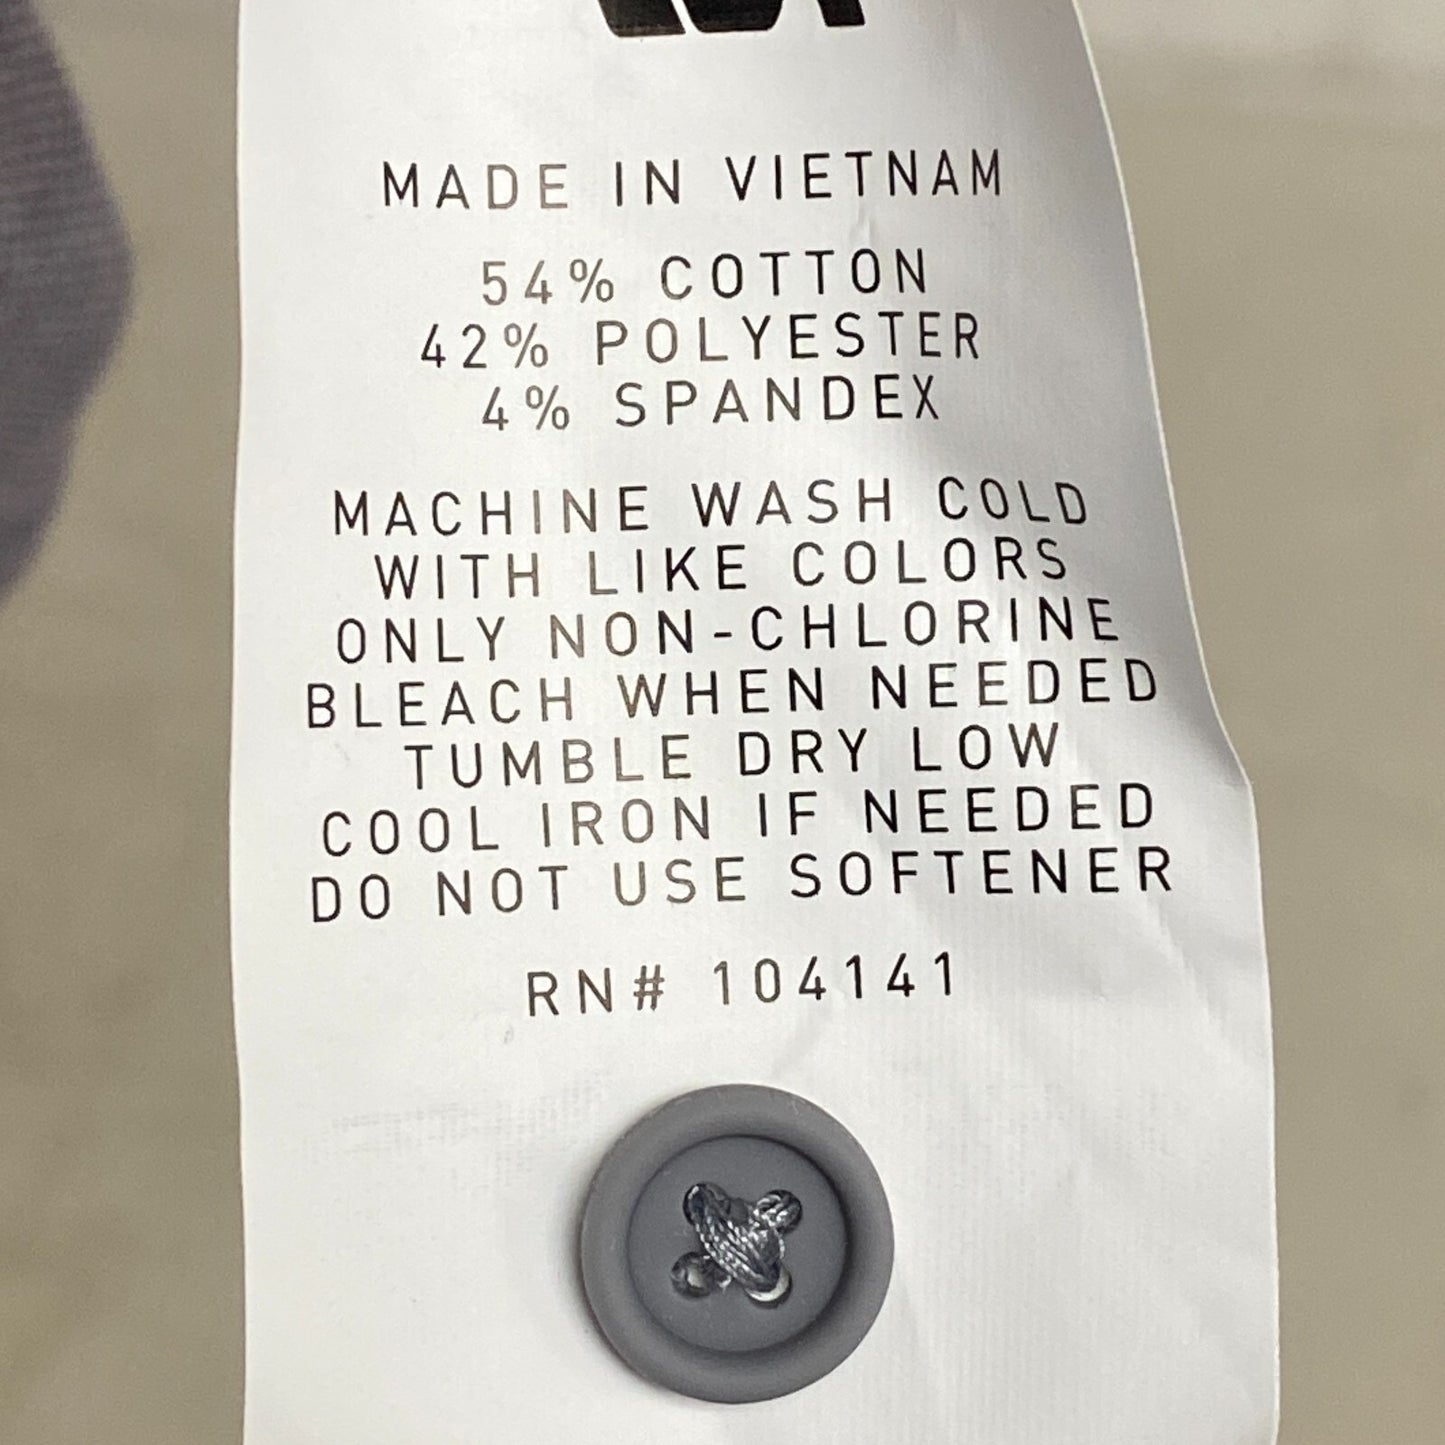 MADE IN VIETNAM
54% COTTON
42% POLYESTER
4% SPANDEX
MACHINE WASH COLD
WITH LIKE COLORS
ONLY NON-CHLORINE
BLEACH WHEN NEEDED
TUMBLE DRY LOW
COOL IRON IF NEEDED
DO NOT USE SOFTENER
RN# 104141